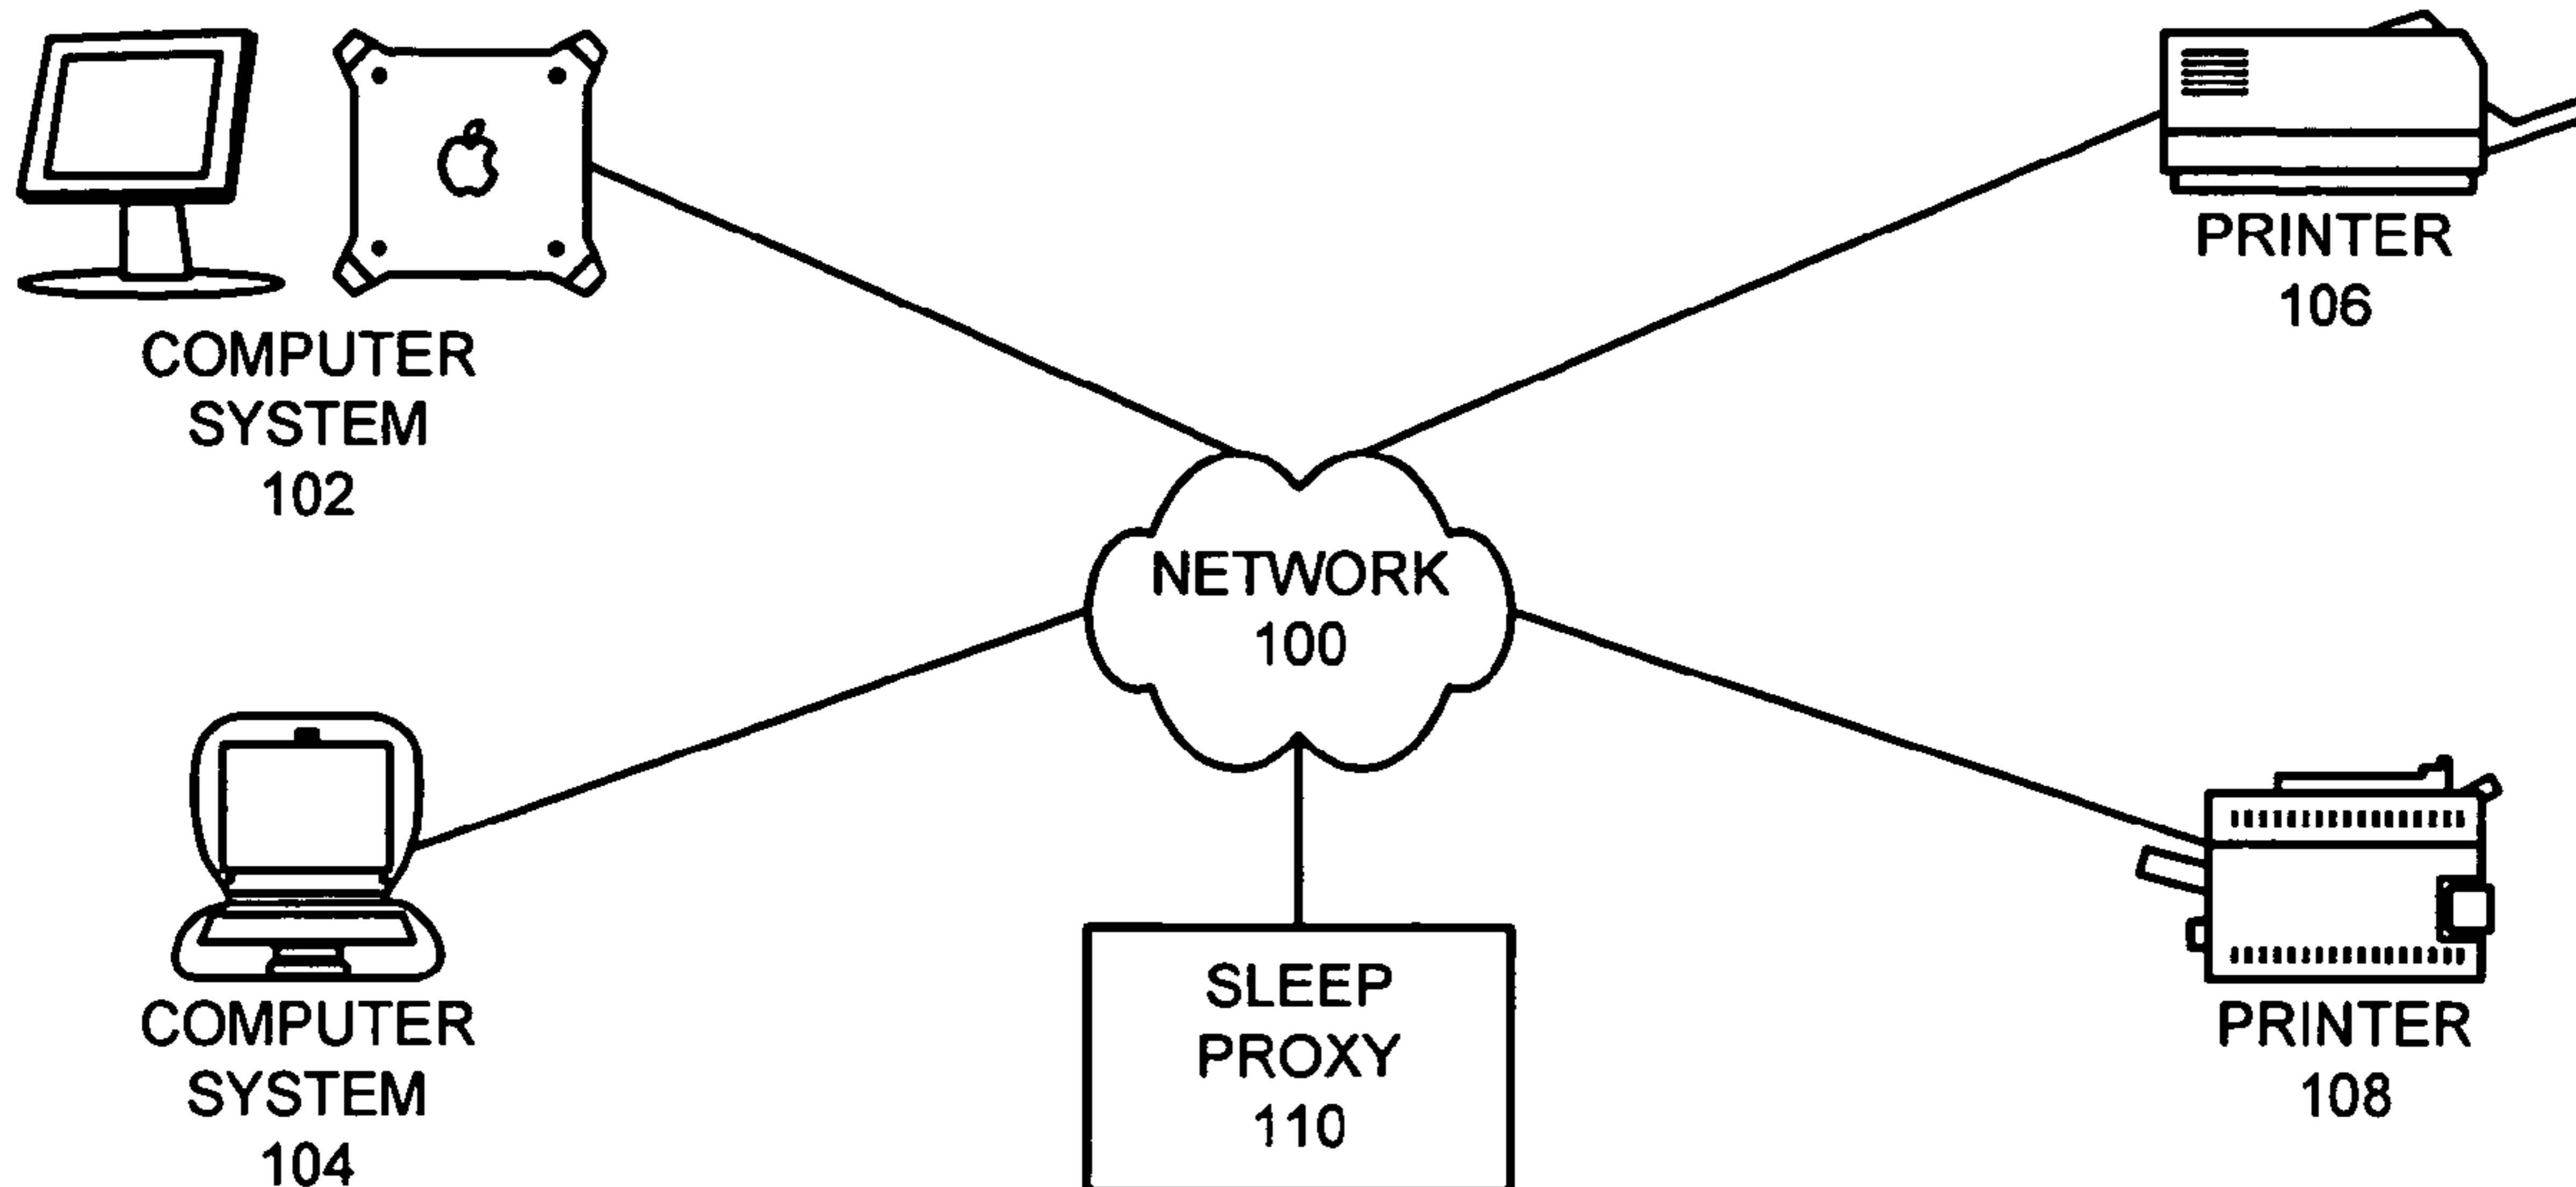 COMPUTER
SYSTEM
102
PRINTER
106
NETWORK
100
COMPUTER
SYSTEM
104
SLEEP
PROXY
110
PRINTER
108